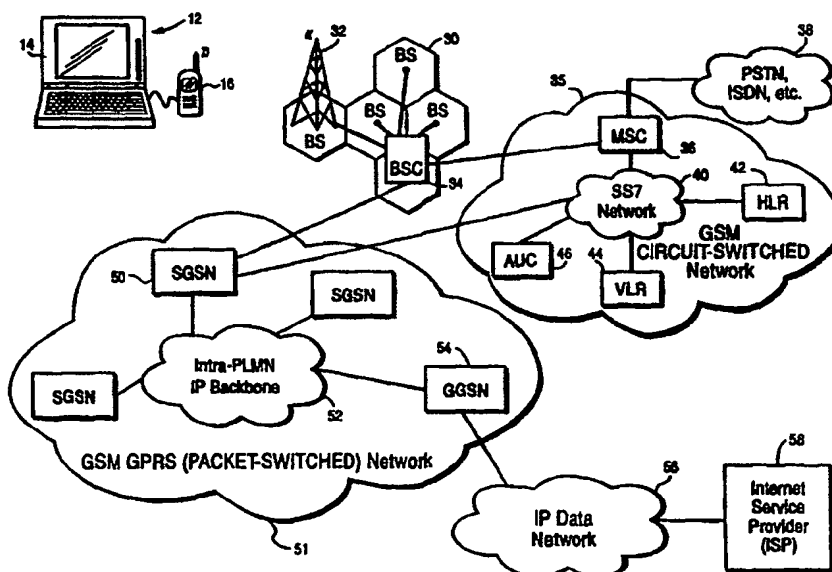 12
14
16
32
30
BS
BS
BS
BS
BSC
34
35
38
PSTN,
ISDN, etc.
MSC
36
40
42
SS7
Network
HLR
GSM
CIRCUIT-SWITCHED
Network
AUC
46
44
VLR
50
SGSN
SGSN
SGSN
Intra-PLMN
IP Backbone
52
54
GGSN
GSM GPRS (PACKET-SWITCHED) Network
51
56
IP Data
Network
58
Internet
Service
Provider
(ISP)